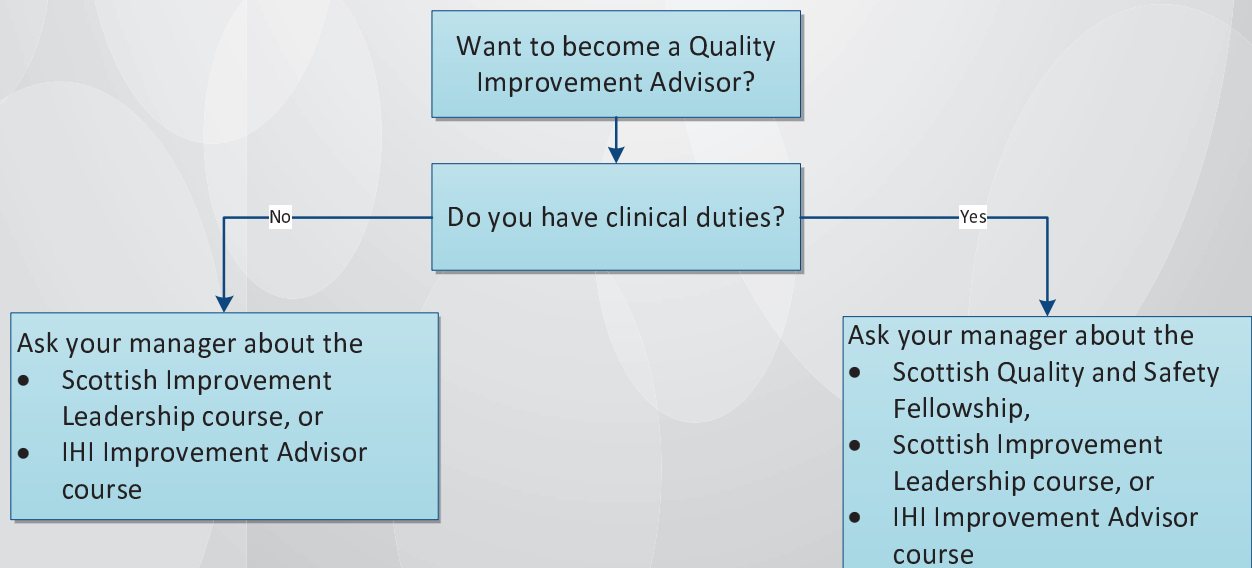 Want to become a Quality
Improvement Advisor?
Do you have clinical duties?
No
Yes
Ask your manager about the
• Scottish Improvement
Leadership course, or
• IHI Improvement Advisor
course
Ask your manager about the
• Scottish Quality and Safety
Fellowship,
• Scottish Improvement
Leadership course, or
• IHI Improvement Advisor
course